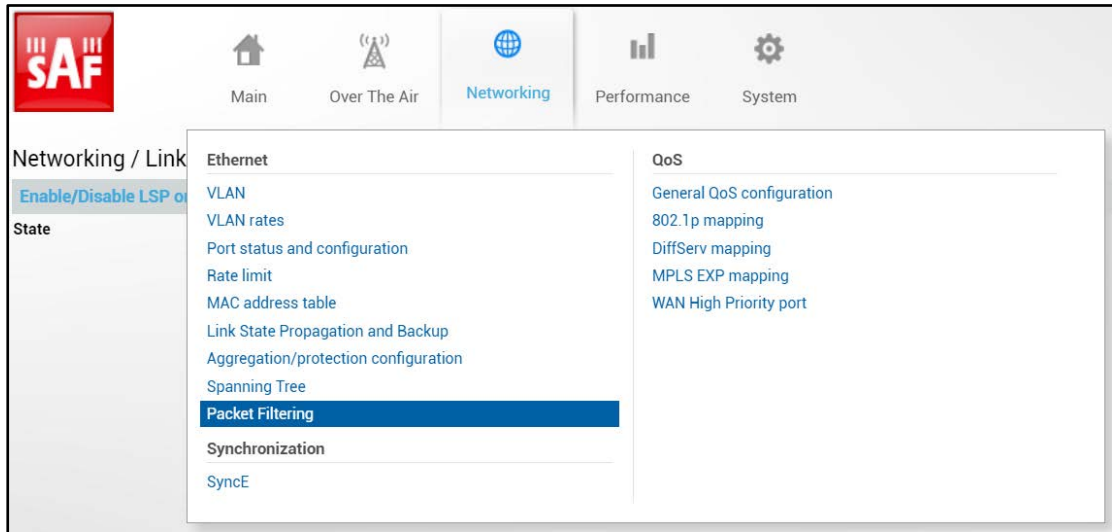 SAF
Main
Over The Air
Networking
Performance
System
Networking / Link
Enable/Disable LSP
State
Ethernet
VLAN
VLAN rates
Port status and configuration
Rate limit
MAC address table
Link State Propagation and Backup
Aggregation/protection configuration
Spanning Tree
Packet Filtering
Synchronization
SyncE
QoS
General QoS configuration
802.1p mapping
DiffServ mapping
MPLS EXP mapping
WAN High Priority port